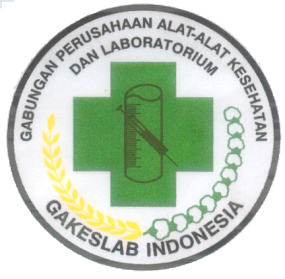 GABUNGAN PERUSAHAAN ALAT-ALAT KESEHATAN
DAN LABORATORIUM
GAKESLAB INDONESIA